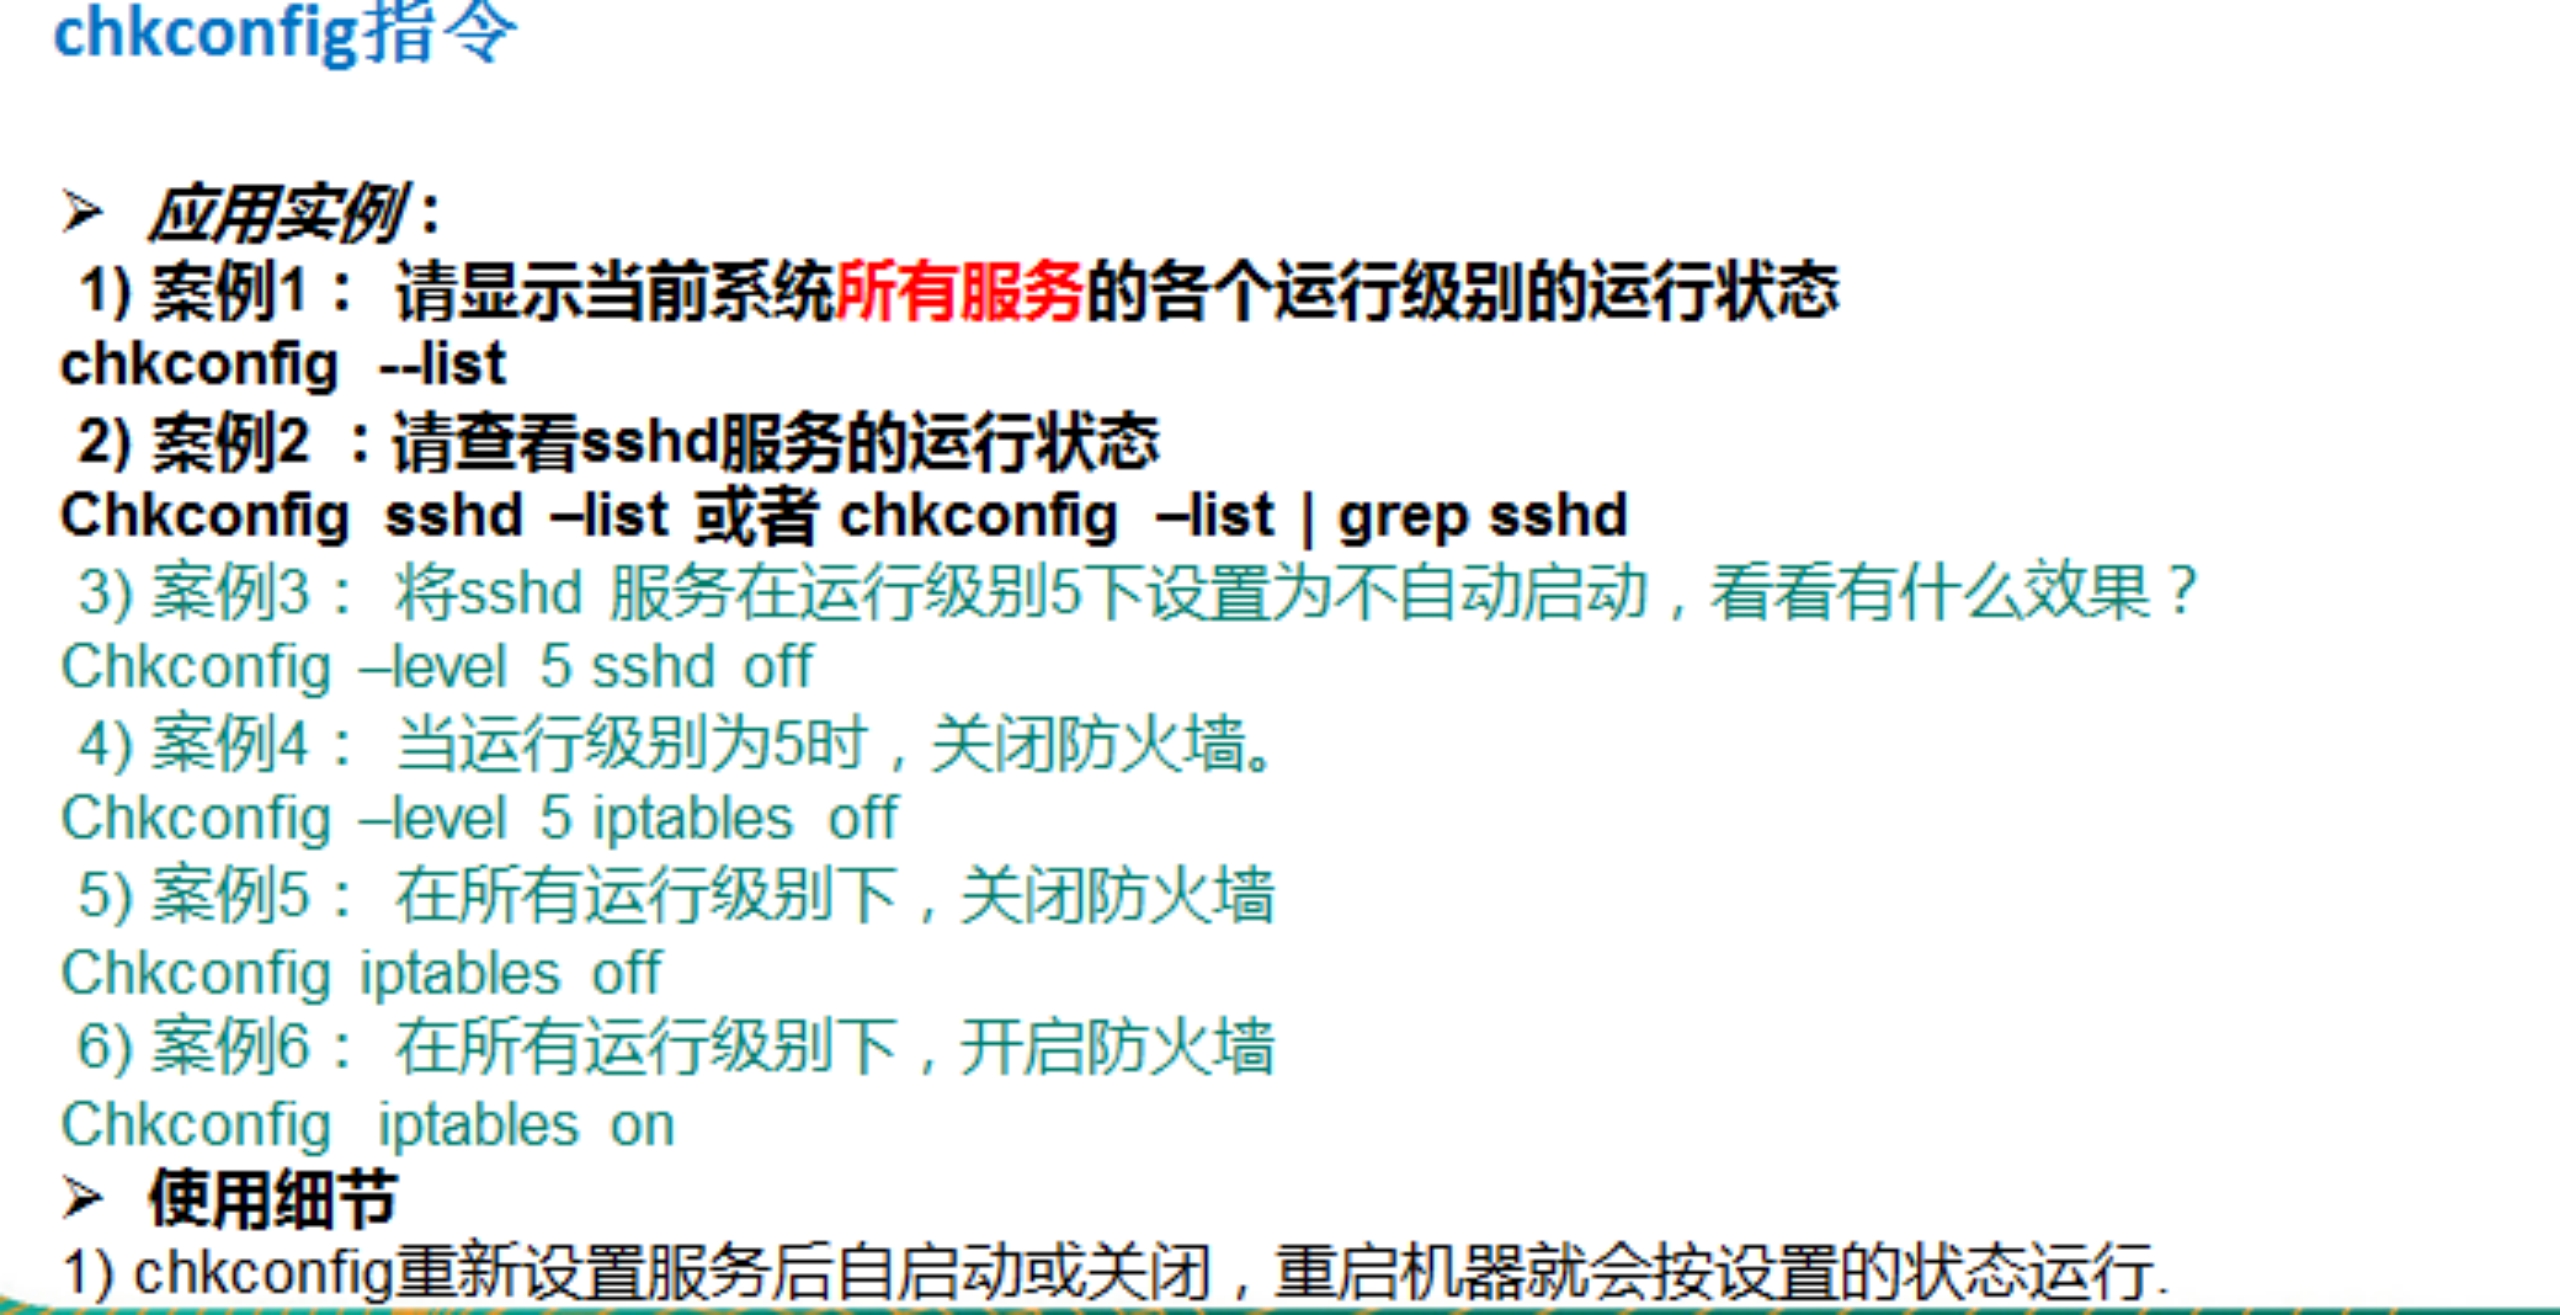 chkconfig指令
➢ 应用实例：
1) 案例1： 请显示当前系统所有服务的各个运行级别的运行状态
chkconfig --list
2) 案例2 ：请查看sshd服务的运行状态
Chkconfig sshd –list 或者 chkconfig –list | grep sshd
3) 案例3： 将sshd 服务在运行级别5下设置为不自动启动，看看有什么效果？
Chkconfig –level 5 sshd off
4) 案例4： 当运行级别为5时，关闭防火墙。
Chkconfig –level 5 iptables off
5) 案例5： 在所有运行级别下，关闭防火墙
Chkconfig iptables off
6) 案例6： 在所有运行级别下，开启防火墙
Chkconfig iptables on
➢ 使用细节
1) chkconfig重新设置服务后自启动或关闭，重启机器就会按设置的状态运行.